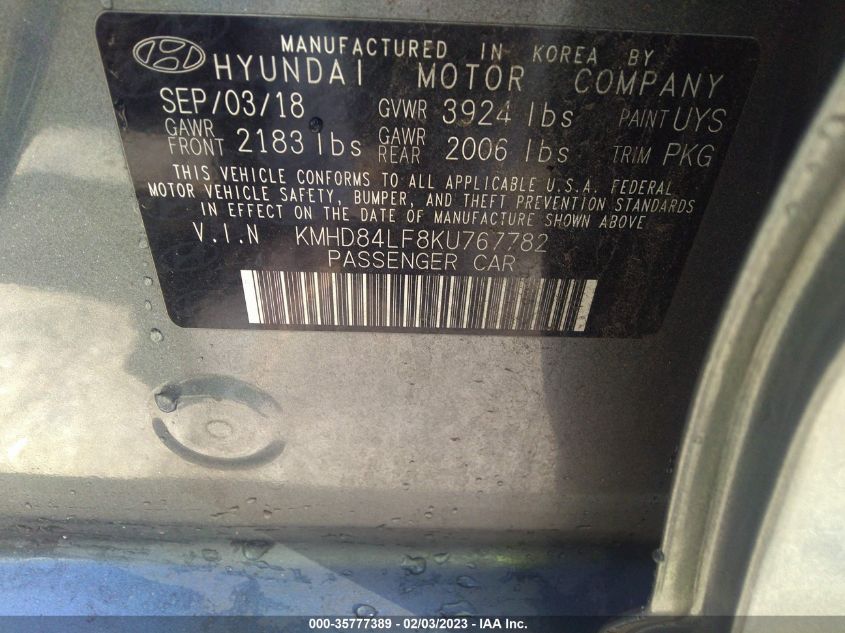 MANUFACTURED IN KOREA BY
HYUNDAI MOTOR COMPANY
SEP/03/18 GVWR 3924 lbs PAINT UYS
GAWR FRONT 2183 lbs GAWR REAR 2006 lbs TRIM PKG
THIS VEHICLE CONFORMS TO ALL APPLICABLE U.S.A. FEDERAL
MOTOR VEHICLE SAFETY, BUMPER, AND THEFT PREVENTION STANDARDS
IN EFFECT ON THE DATE OF MANUFACTURE SHOWN ABOVE
V.I.N KMHD84LF8KU767782
PASSENGER CAR
000-35777389 - 02/03/2023 - IAA Inc.